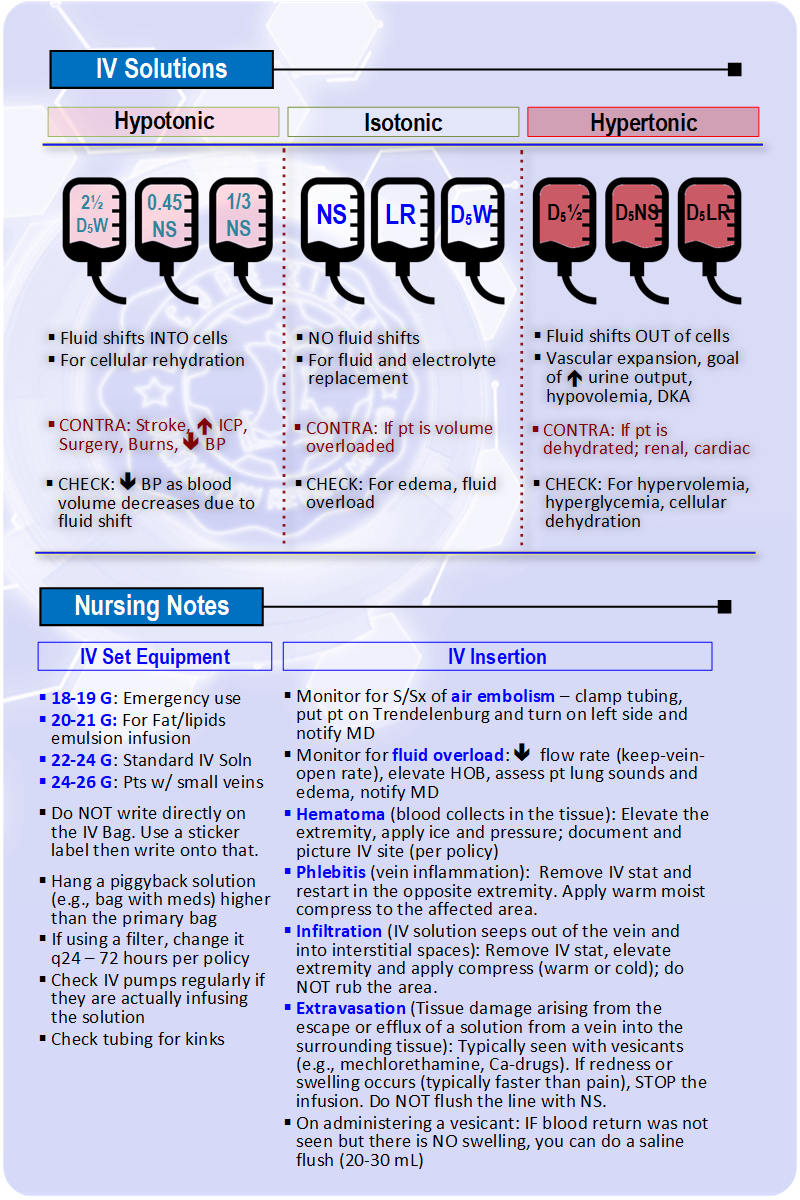 IV Solutions
Hypotonic
Isotonic
Hypertonic
2½
D₅W
0.45
NS
1/3
NS
NS
LR
D₅W
D₅½
D₅NS
D₅LR
▪ Fluid shifts INTO cells
▪ For cellular rehydration
▪ CONTRA: Stroke, 🡅 ICP,
Surgery, Burns, 🡇 BP
▪ CHECK: 🡇 BP as blood
volume decreases due to
fluid shift
▪ NO fluid shifts
▪ For fluid and electrolyte
replacement
▪ CONTRA: If pt is volume
overloaded
▪ CHECK: For edema, fluid
overload
▪ Fluid shifts OUT of cells
▪ Vascular expansion, goal
of 🡅 urine output,
hypovolemia, DKA
▪ CONTRA: If pt is
dehydrated; renal, cardiac
▪ CHECK: For hypervolemia,
hyperglycemia, cellular
dehydration
Nursing Notes
IV Set Equipment
▪ 18-19 G: Emergency use
▪ 20-21 G: For Fat/lipids
emulsion infusion
▪ 22-24 G: Standard IV Soln
▪ 24-26 G: Pts w/ small veins
▪ Do NOT write directly on
the IV Bag. Use a sticker
label then write onto that.
▪ Hang a piggyback solution
(e.g., bag with meds) higher
than the primary bag
▪ If using a filter, change it
q24 – 72 hours per policy
▪ Check IV pumps regularly if
they are actually infusing
the solution
▪ Check tubing for kinks
IV Insertion
▪ Monitor for S/Sx of air embolism – clamp tubing,
put pt on Trendelenburg and turn on left side and
notify MD
▪ Monitor for fluid overload: 🡇 flow rate (keep-vein-
open rate), elevate HOB, assess pt lung sounds and
edema, notify MD
▪ Hematoma (blood collects in the tissue): Elevate the
extremity, apply ice and pressure; document and
picture IV site (per policy)
▪ Phlebitis (vein inflammation): Remove IV stat and
restart in the opposite extremity. Apply warm moist
compress to the affected area.
▪ Infiltration (IV solution seeps out of the vein and
into interstitial spaces): Remove IV stat, elevate
extremity and apply compress (warm or cold); do
NOT rub the area.
▪ Extravasation (Tissue damage arising from the
escape or efflux of a solution from a vein into the
surrounding tissue): Typically seen with vesicants
(e.g., mechlorethamine, Ca-drugs). If redness or
swelling occurs (typically faster than pain), STOP the
infusion. Do NOT flush the line with NS.
▪ On administering a vesicant: IF blood return was not
seen but there is NO swelling, you can do a saline
flush (20-30 mL)